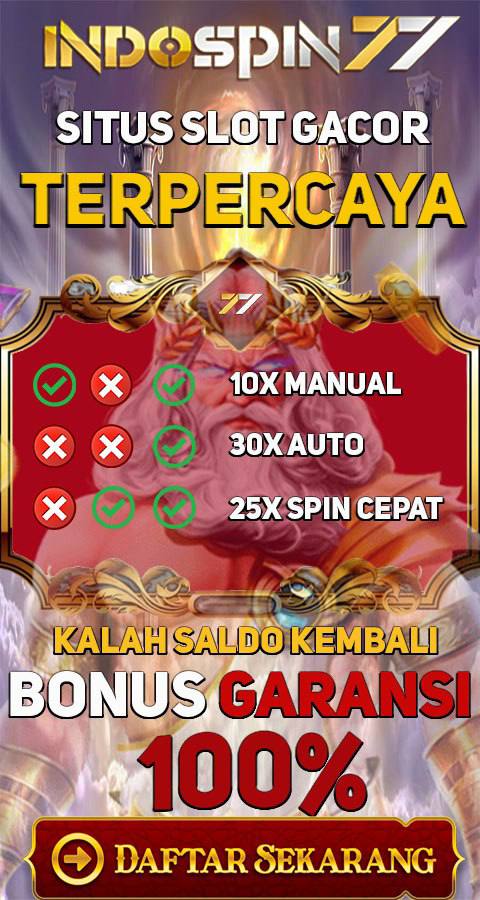 INDOSPIN77
SITUS SLOT GACOR
TERPERCAYA
77
10X MANUAL
30X AUTO
25X SPIN CEPAT
KALAH SALDO KEMBALI
BONUS GARANSI
100%
DAFTAR SEKARANG